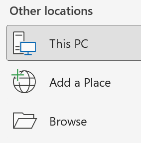 Other locations
This PC
Add a Place
Browse